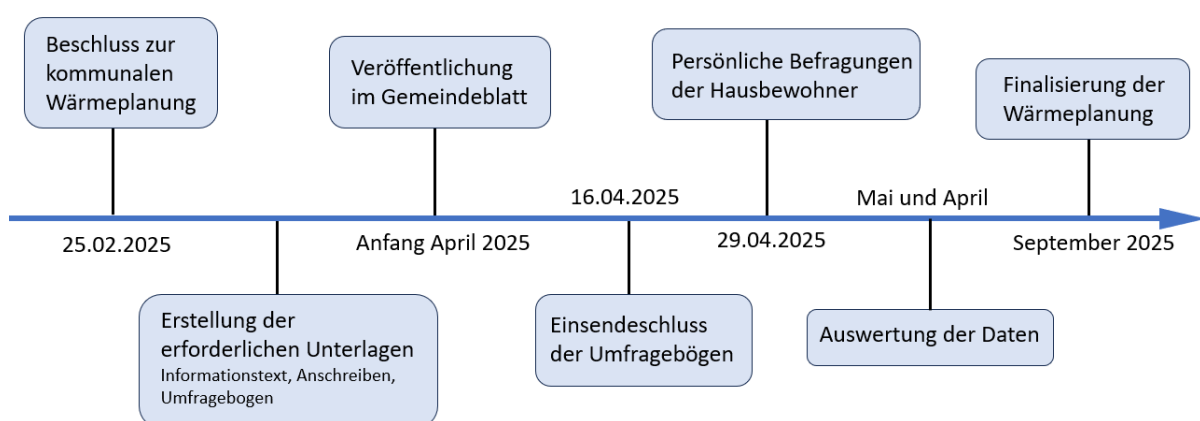 Beschluss zur
kommunalen
Wärmeplanung
25.02.2025
Erstellung der
erforderlichen Unterlagen
Informationstext, Anschreiben,
Umfragebogen
Veröffentlichung
im Gemeindeblatt
Anfang April 2025
16.04.2025
Einsendeschluss
der Umfragebögen
Persönliche Befragungen
der Hausbewohner
29.04.2025
Mai und April
Auswertung der Daten
Finalisierung der
Wärmeplanung
September 2025